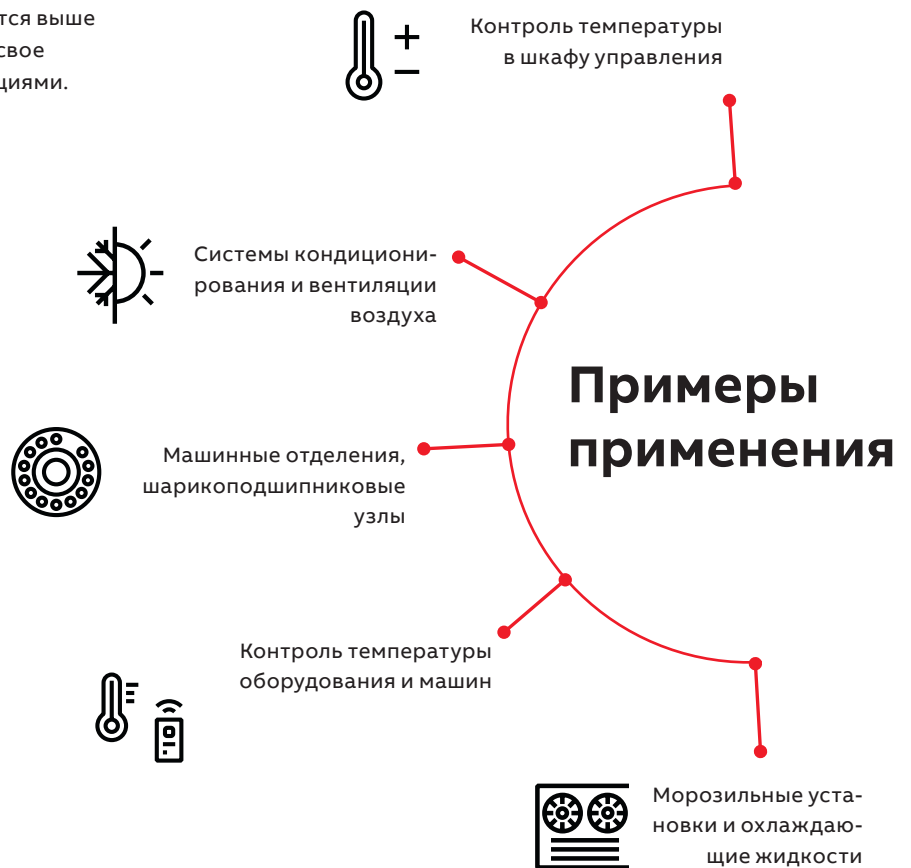 тся выше
свое
циями.
Контроль температуры
в шкафу управления
Системы кондициони-
рования и вентиляции
воздуха
Примеры
применения
Машинные отделения,
шарикоподшипниковые
узлы
Контроль температуры
оборудования и машин
Морозильные уста-
новки и охлаждаю-
щие жидкости